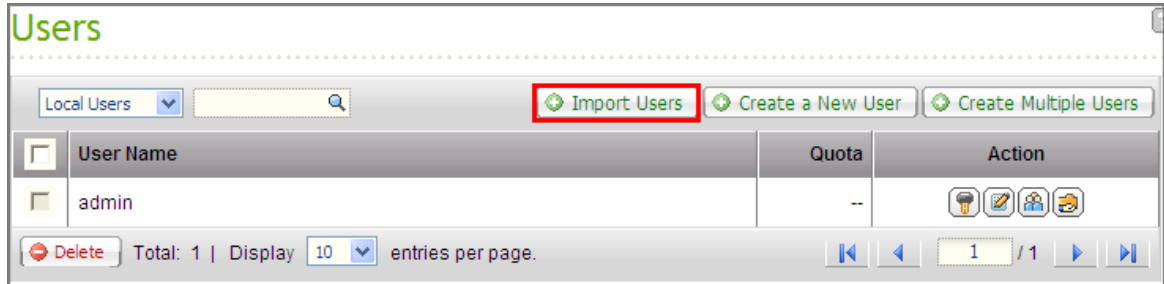 Users
Local Users Import Users Create a New User Create Multiple Users
User Name Quota Action
admin --
Delete Total: 1 | Display 10 entries per page. 1 / 1